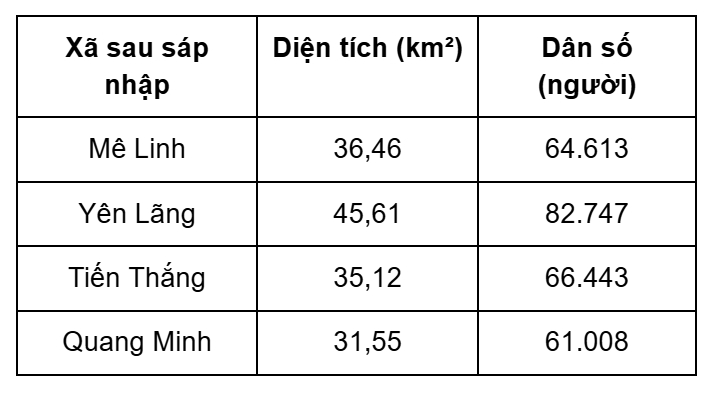 Xã sau sáp nhập Diện tích (km²) Dân số (người)
Mê Linh 36,46 64.613
Yên Lãng 45,61 82.747
Tiến Thắng 35,12 66.443
Quang Minh 31,55 61.008